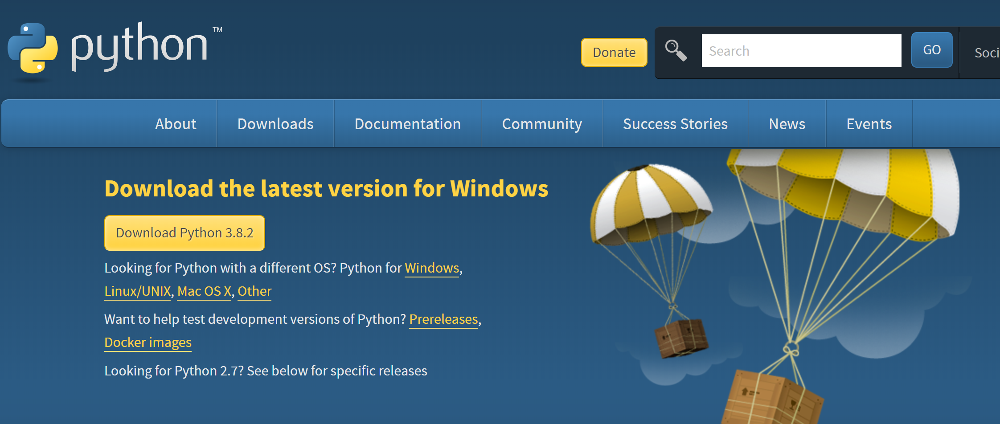 python™
Donate
Search
GO
Soci
About
Downloads
Documentation
Community
Success Stories
News
Events
Download the latest version for Windows
Download Python 3.8.2
Looking for Python with a different OS? Python for Windows,
Linux/UNIX, Mac OS X, Other
Want to help test development versions of Python? Prereleases,
Docker images
Looking for Python 2.7? See below for specific releases